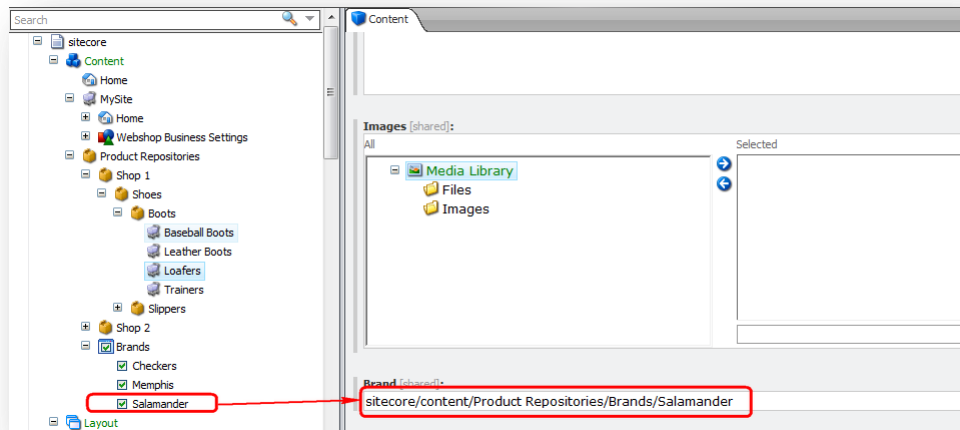 Search
sitecore
Content
Home
MySite
Home
Webshop Business Settings
Product Repositories
Shop 1
Shoes
Boots
Baseball Boots
Leather Boots
Loafers
Trainers
Slippers
Shop 2
Brands
Checkers
Memphis
Salamander
Layout
Content
Images [shared]:
All
Selected
Media Library
Files
Images
Brand [shared]:
sitecore/content/Product Repositories/Brands/Salamander